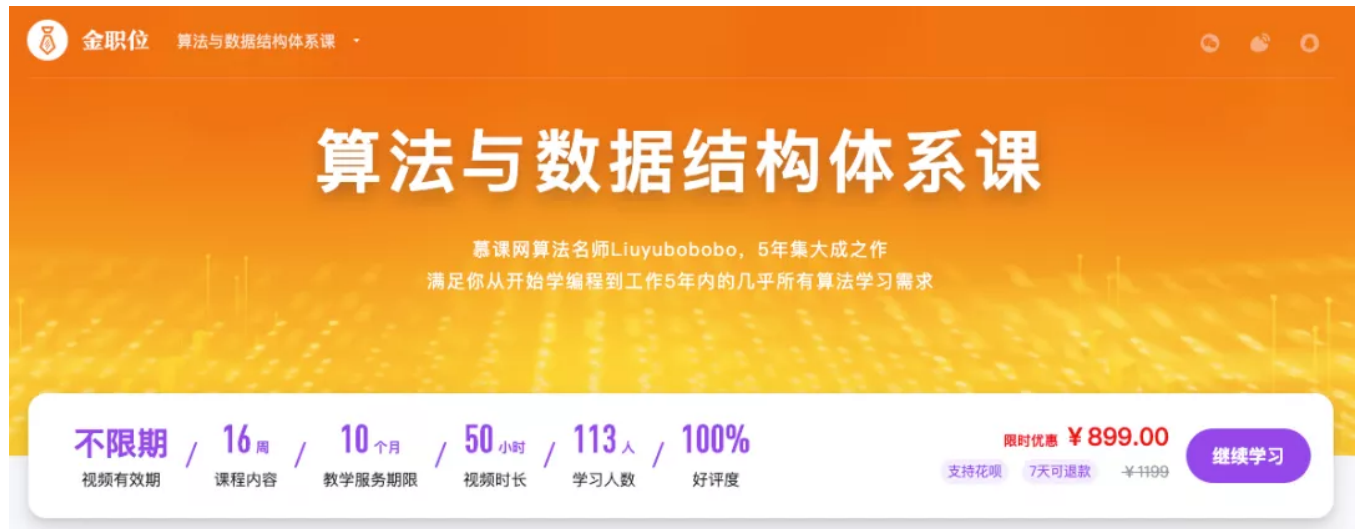 金职位 算法与数据结构体系课
算法与数据结构体系课
慕课网算法名师Liuyubobobo，5年集大成之作
满足你从开始学编程到工作5年内的几乎所有算法学习需求
不限期 / 16周 / 10个月 / 50小时 / 113人 / 100%
视频有效期 课程内容 教学服务期限 视频时长 学习人数 好评度
限时优惠 ¥899.00
支持花呗 7天可退款 ¥1199
继续学习